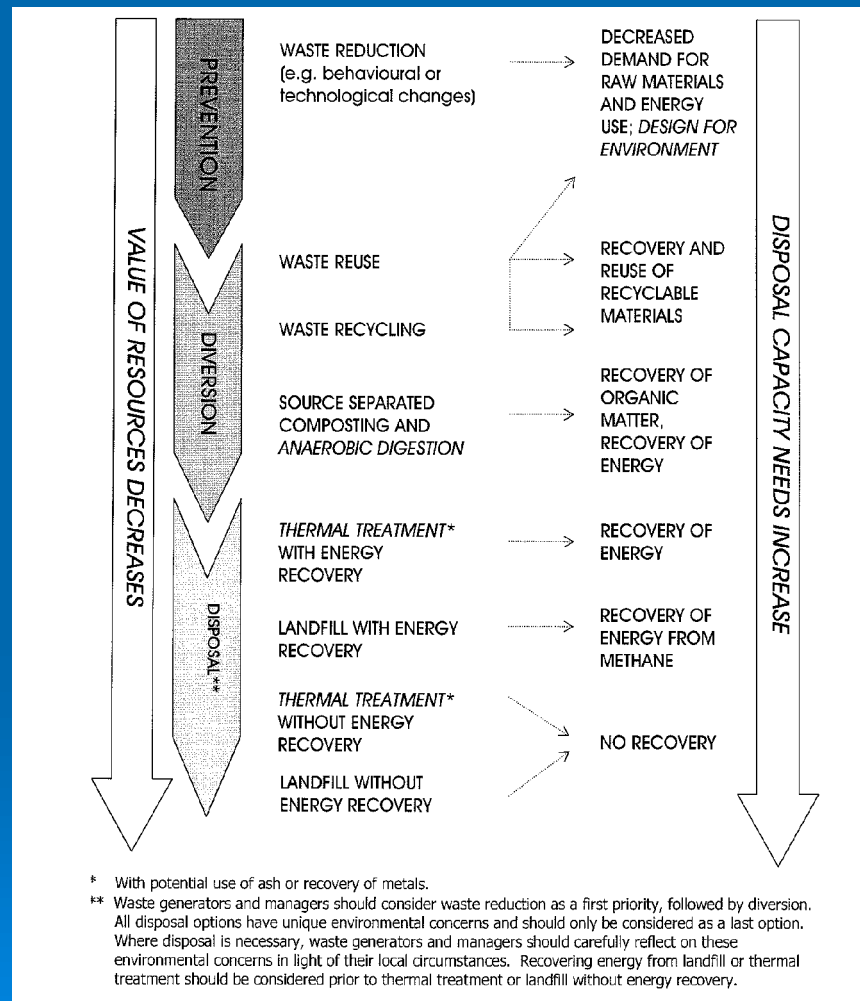 VALUE OF RESOURCES DECREASES
PREVENTION
WASTE REDUCTION
(e.g. behavioural or
technological changes)
DECREASED
DEMAND FOR
RAW MATERIALS
AND ENERGY
USE; DESIGN FOR
ENVIRONMENT
DIVERSION
WASTE REUSE
RECOVERY AND
REUSE OF
RECYCLABLE
MATERIALS
WASTE RECYCLING
SOURCE SEPARATED
COMPOSTING AND
ANAEROBIC DIGESTION
RECOVERY OF
ORGANIC
MATTER,
RECOVERY OF
ENERGY
DISPOSAL**
THERMAL TREATMENT*
WITH ENERGY
RECOVERY
RECOVERY OF
ENERGY
LANDFILL WITH ENERGY
RECOVERY
RECOVERY OF
ENERGY FROM
METHANE
THERMAL TREATMENT*
WITHOUT ENERGY
RECOVERY
NO RECOVERY
LANDFILL WITHOUT
ENERGY RECOVERY
DISPOSAL CAPACITY NEEDS INCREASE
* With potential use of ash or recovery of metals.
** Waste generators and managers should consider waste reduction as a first priority, followed by diversion.
All disposal options have unique environmental concerns and should only be considered as a last option.
Where disposal is necessary, waste generators and managers should carefully reflect on these
environmental concerns in light of their local circumstances. Recovering energy from landfill or thermal
treatment should be considered prior to thermal treatment or landfill without energy recovery.